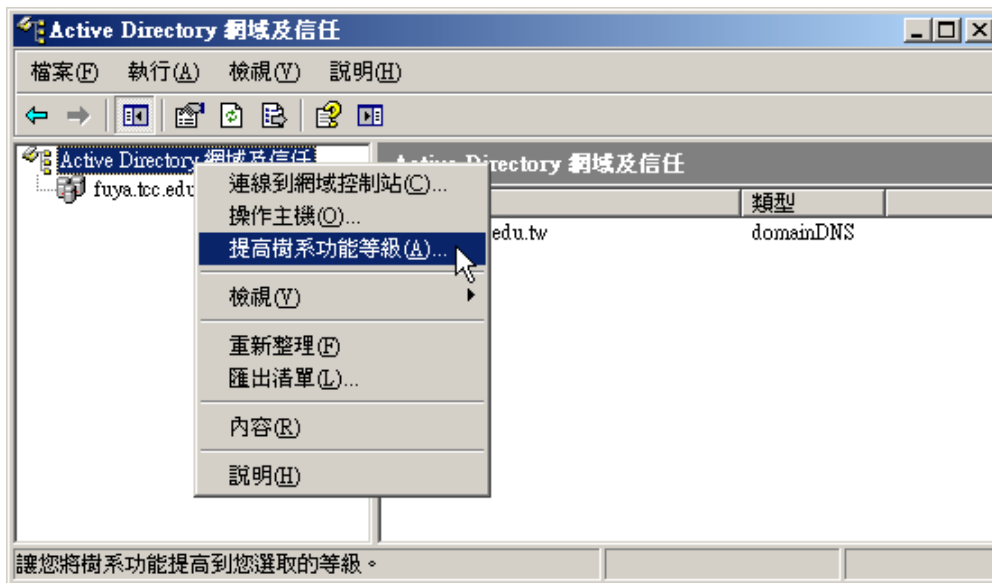 Active Directory 網域及信任
檔案(F) 執行(A) 檢視(V) 說明(H)
Active Directory 網域及信任
fuya.tcc.edu
Directory 網域及信任
類型
edu.tw domainDNS
連線到網域控制站(C)...
操作主機(O)...
提高樹系功能等級(A)...
檢視(V)
重新整理(F)
匯出清單(L)...
內容(R)
說明(H)
讓您將樹系功能提高到您選取的等級。